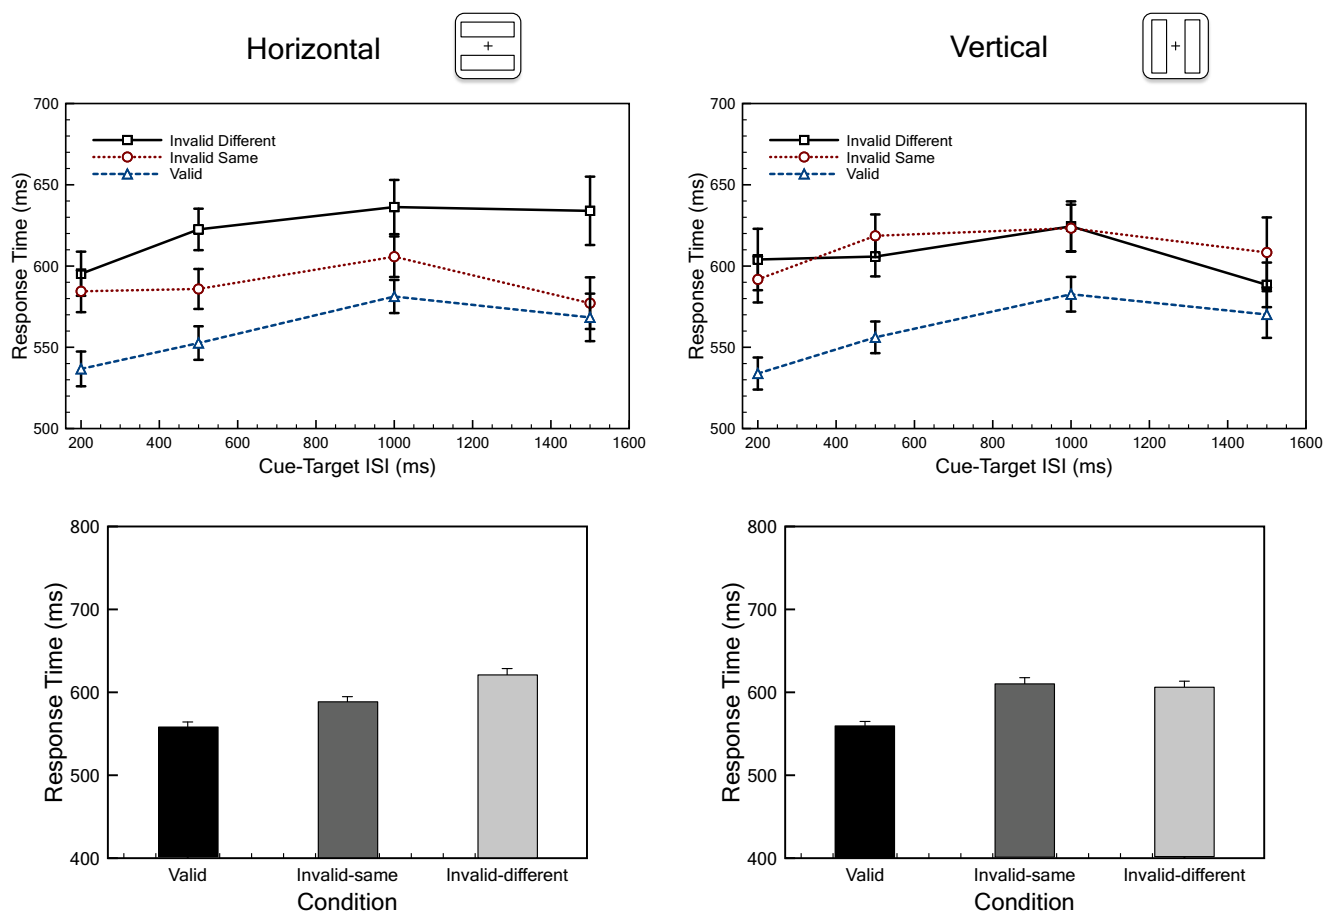 Horizontal
Vertical
700
650
600
550
500
Response Time (ms)
Invalid Different
Invalid Same
Valid
200 400 600 800 1000 1200 1400 1600
Cue-Target ISI (ms)
700
650
600
550
500
Response Time (ms)
Invalid Different
Invalid Same
Valid
200 400 600 800 1000 1200 1400 1600
Cue-Target ISI (ms)
800
700
600
500
400
Response Time (ms)
Valid Invalid-same Invalid-different
Condition
800
700
600
500
400
Response Time (ms)
Valid Invalid-same Invalid-different
Condition